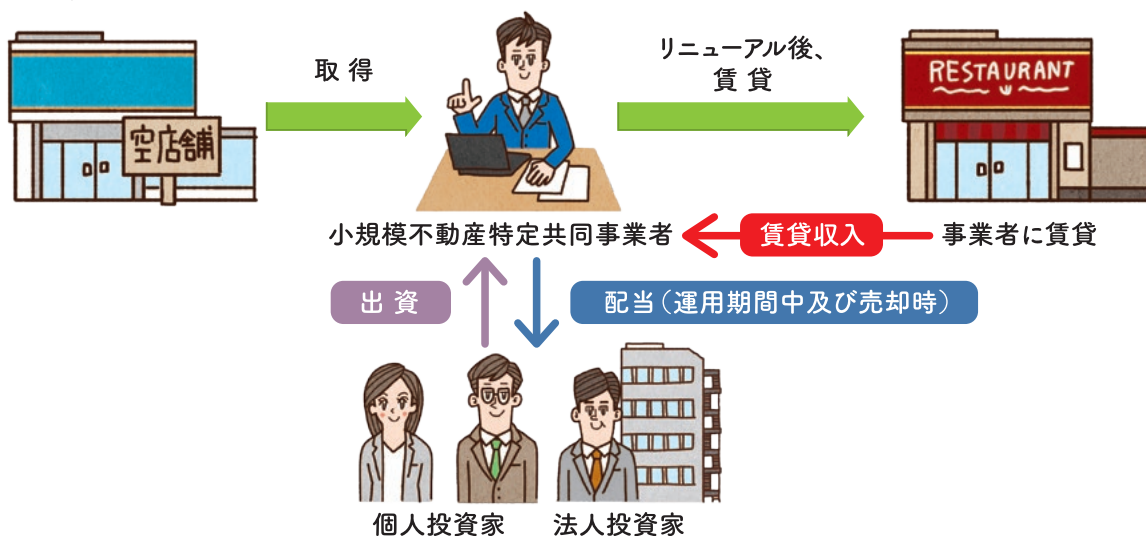 取得
リニューアル後、
賃貸
空店舗
RESTAURANT
小規模不動産特定共同事業者
賃貸収入
事業者に賃貸
出資
配当（運用期間中及び売却時）
個人投資家
法人投資家